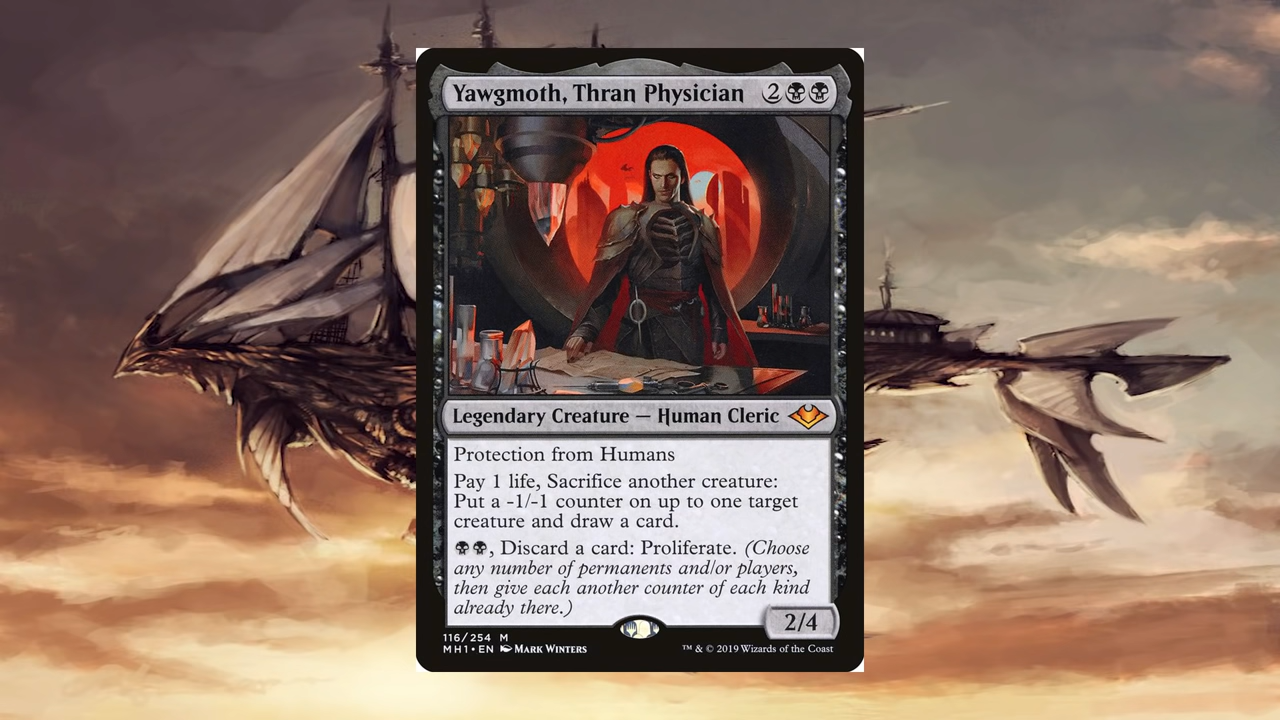 Yawgmoth, Thran Physician 2
Legendary Creature — Human Cleric
Protection from Humans
Pay 1 life, Sacrifice another creature:
Put a -1/-1 counter on up to one target
creature and draw a card.
, Discard a card: Proliferate. (Choose
any number of permanents and/or players,
then give each another counter of each kind
already there.)
2/4
116/254 M
MH1 • EN MARK WINTERS
™ & © 2019 Wizards of the Coast